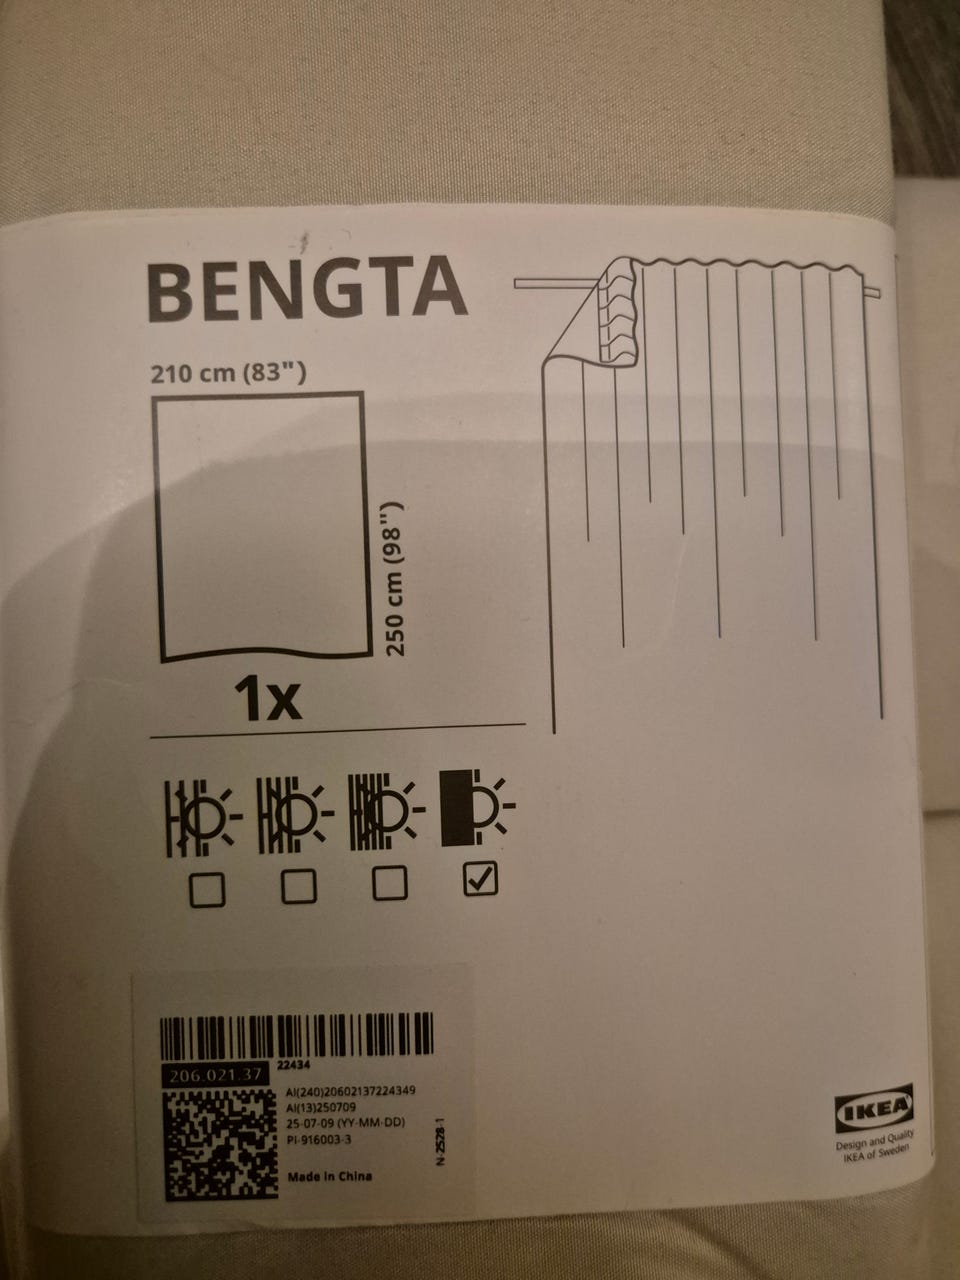 BENGTA
210 cm (83")
250 cm (98")
1x
206.021.37
22434
AI(240)20602137224349
AI(13)250709
25-07-09 (YY-MM-DD)
PI-916003-3
N-2528-1
Made in China
IKEA
Design and Quality
IKEA of Sweden